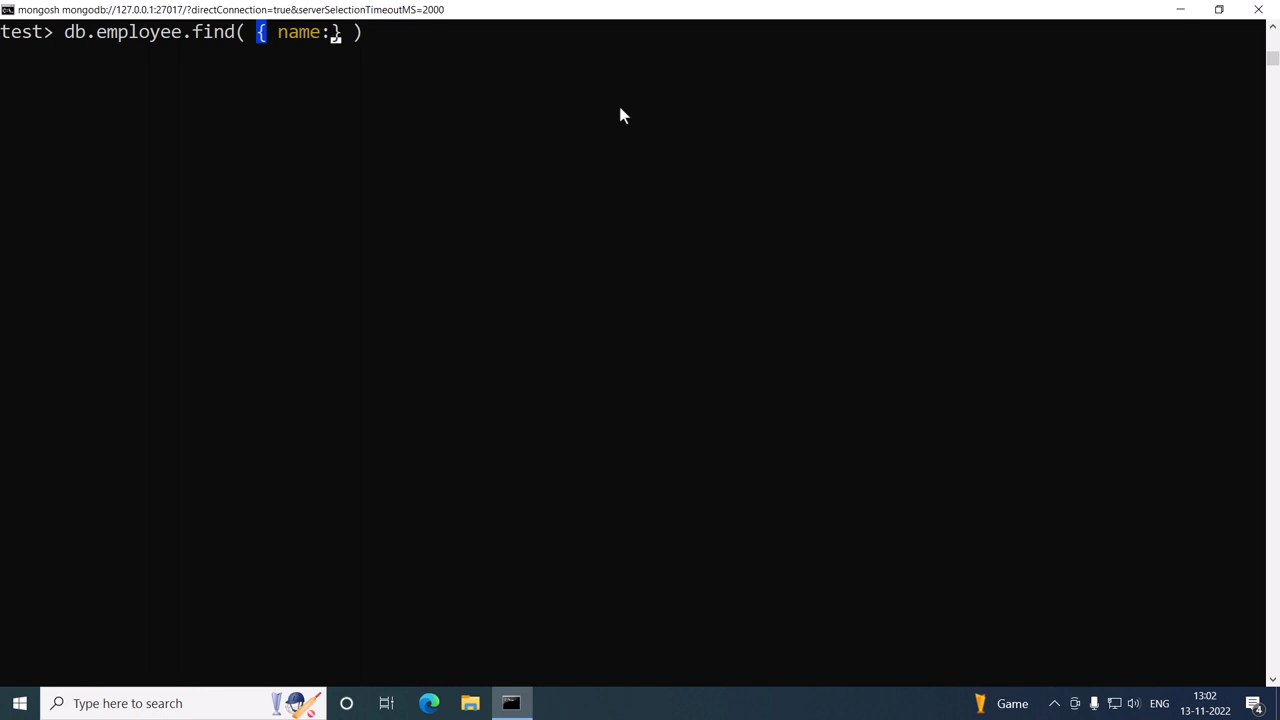 mongosh mongodb://127.0.0.1:27017/?directConnection=true&serverSelectionTimeoutMS=2000
test> db.employee.find( { name:} )
Type here to search
Game
ENG
13:02
13-11-2022
4